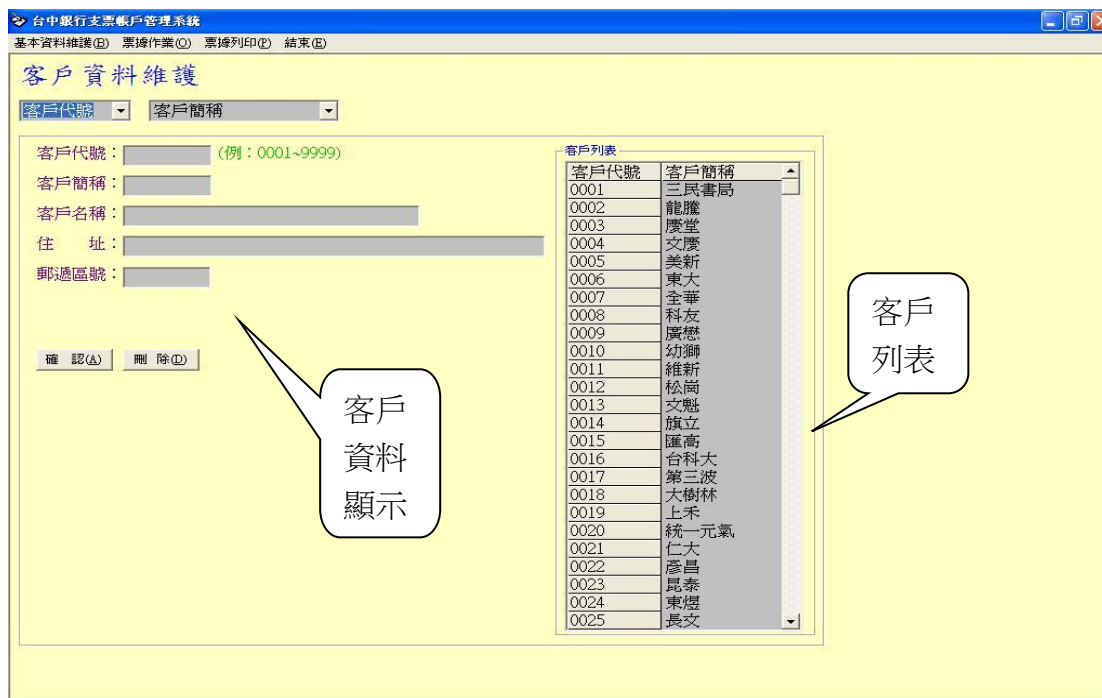 台中銀行支票帳戶管理系統
基本資料維護(B) 票據作業(O) 票據列印(P) 結束(E)
客戶資料維護
客戶代號 客戶簡稱
客戶代號：(例：0001~9999)
客戶簡稱：
客戶名稱：
住 址：
郵遞區號：
確 認(A) 刪 除(D)
客戶資料顯示
客戶列表
客戶代號 客戶簡稱
0001 三民書局
0002 龍騰
0003 慶堂
0004 文慶
0005 美新
0006 東大
0007 全華
0008 科友
0009 廣懋
0010 幼獅
0011 維新
0012 松崗
0013 文魁
0014 旗立
0015 匯高
0016 台科大
0017 第三波
0018 大樹林
0019 上禾
0020 統一元氣
0021 仁大
0022 彥昌
0023 昆泰
0024 東煜
0025 長文
客戶
列表